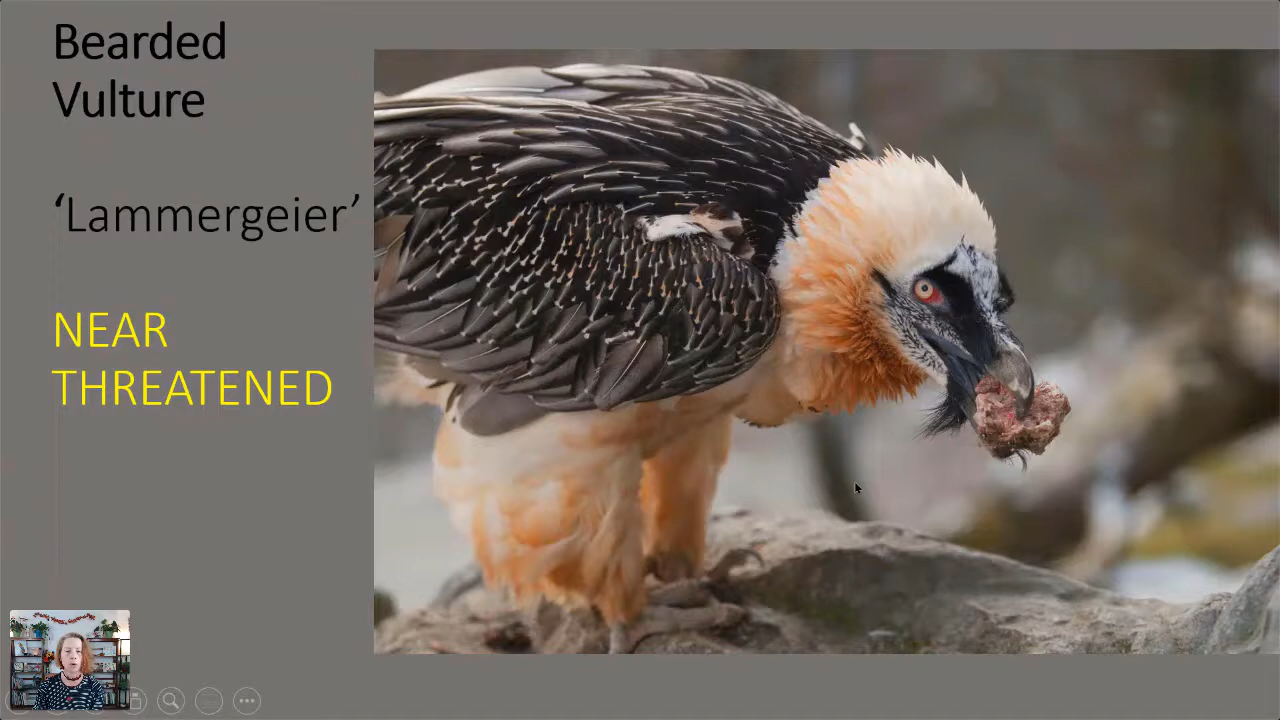 Bearded
Vulture
‘Lammergeier’
NEAR
THREATENED